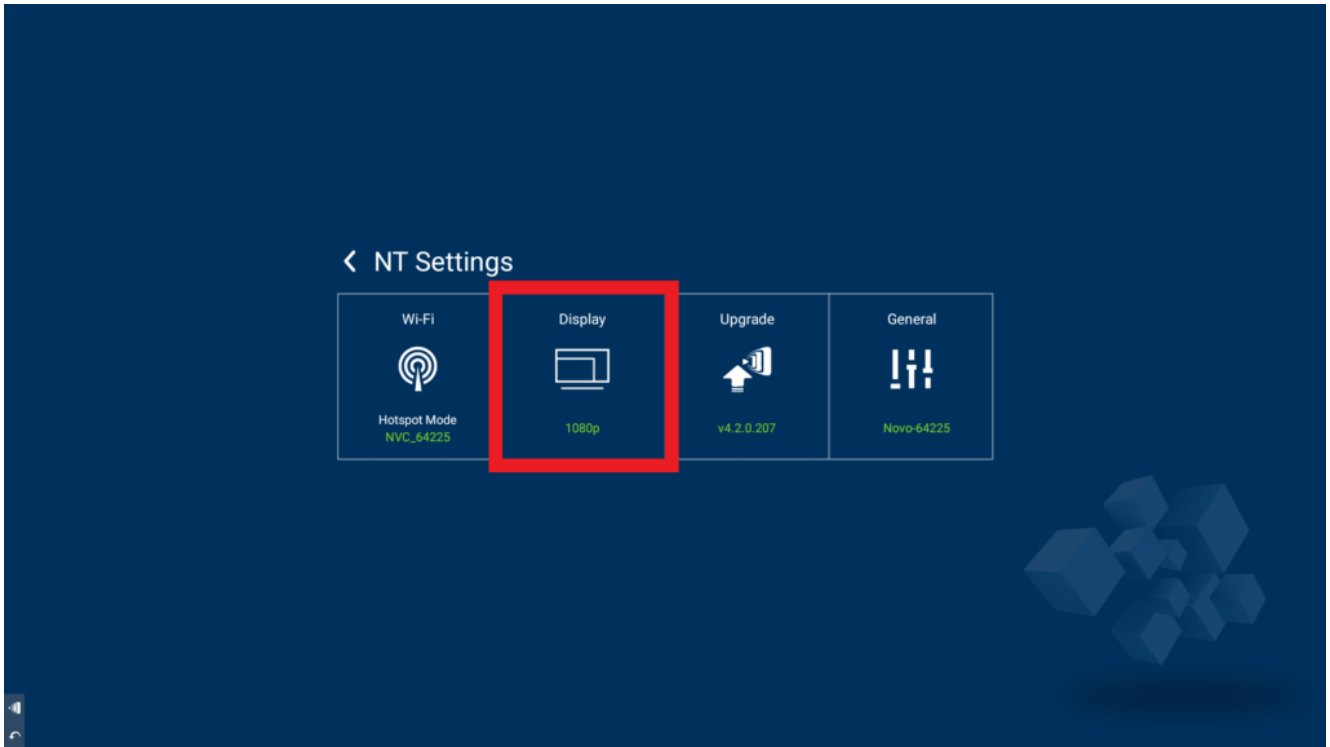 NT Settings
Wi-Fi
Hotspot Mode
NVC_64225
Display
1080p
Upgrade
v4.2.0.207
General
Novo-64225